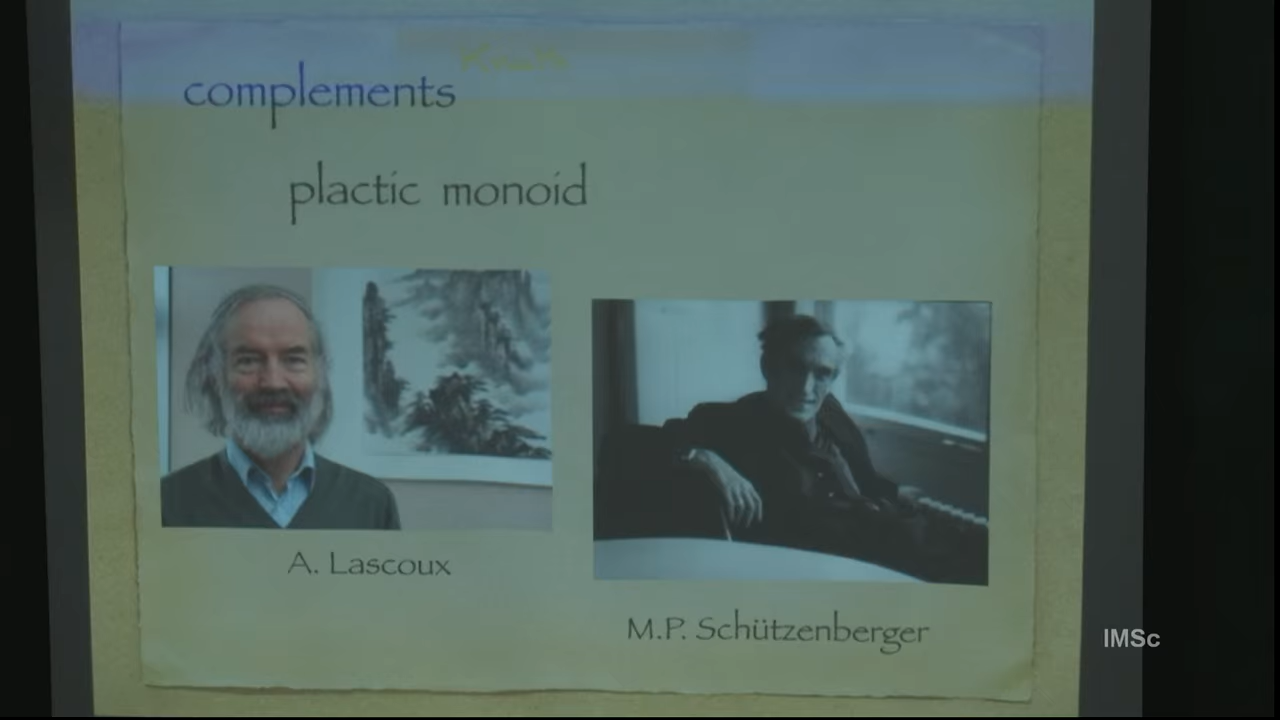 complements
plactic monoid
A. Lascoux
M.P. Schützenberger
IMSc